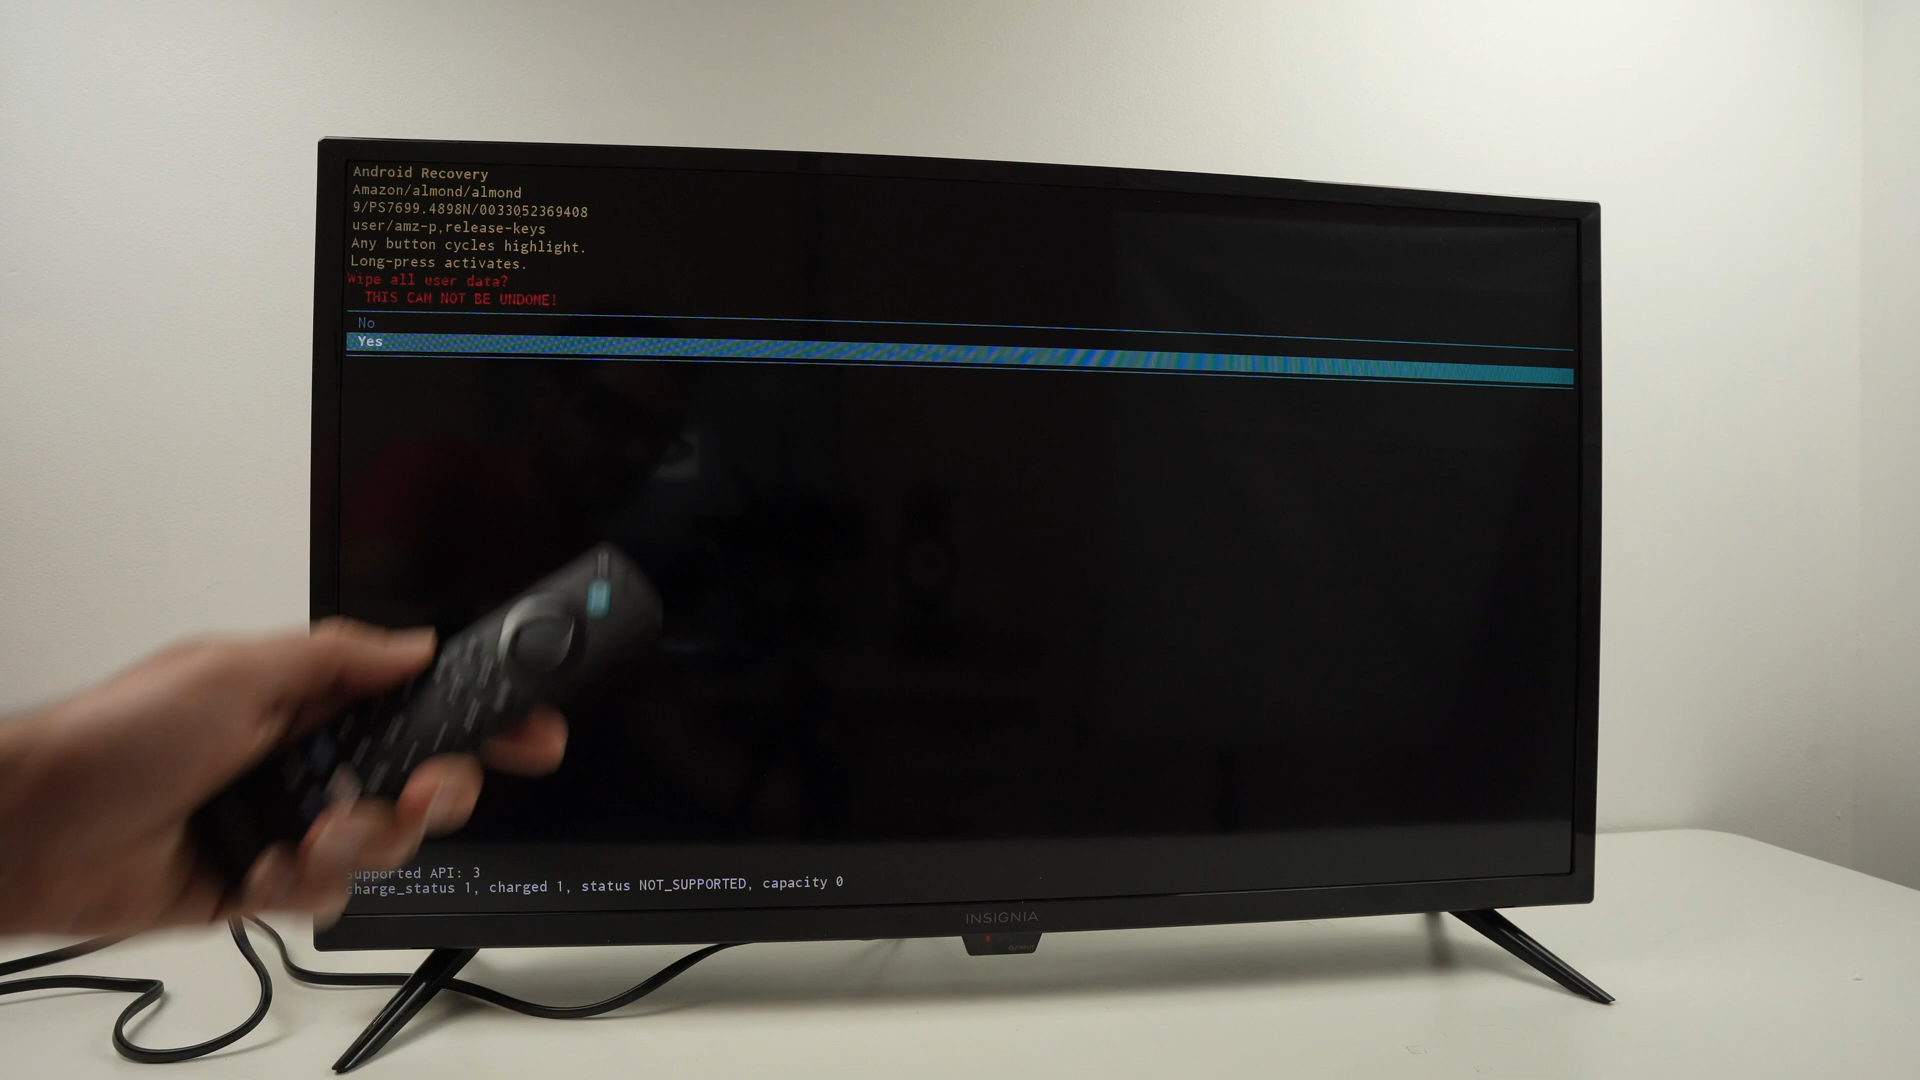 Android Recovery
Amazon/almond/almond
9/PS7699.4898N/0033052369408
user/amz-p,release-keys
Any button cycles highlight.
Long-press activates.
Wipe all user data?
THIS CAN NOT BE UNDONE!
No
Yes
Supported API: 3
charge_status 1, charged 1, status NOT_SUPPORTED, capacity 0
INSIGNIA